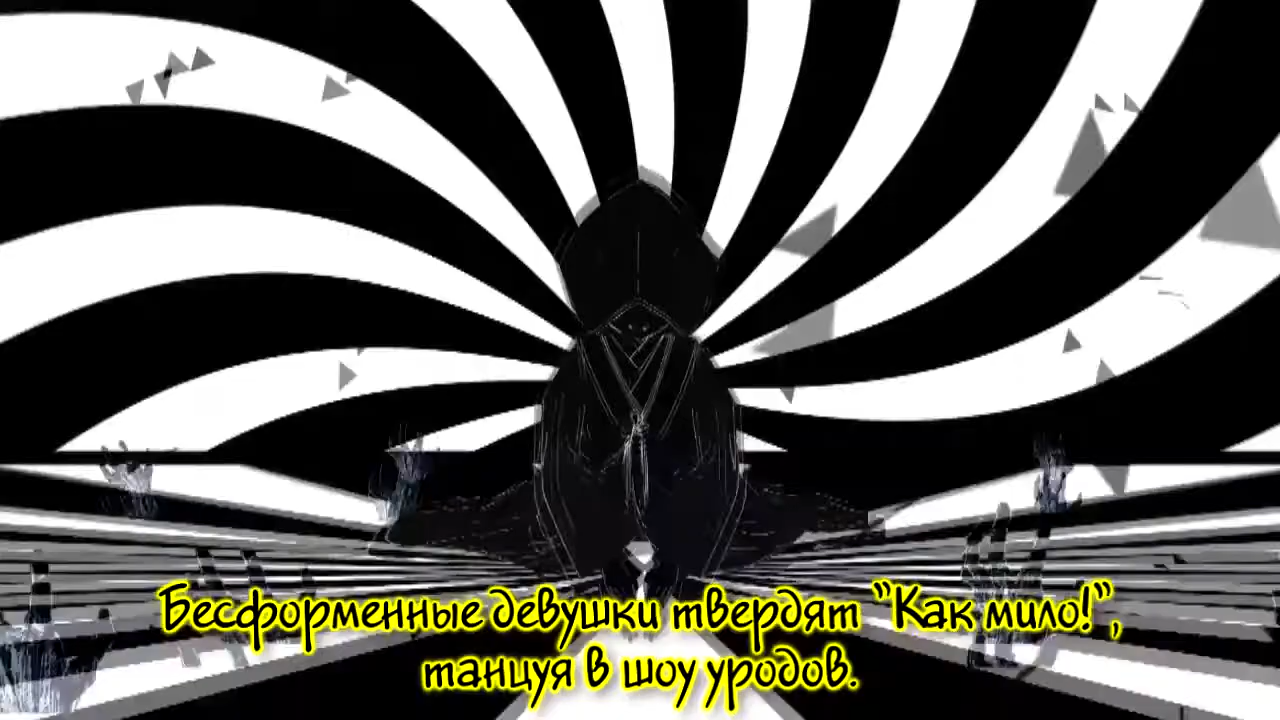 Бесформенные девушки твердят "Как мило!",
танцуя в шоу уродов.